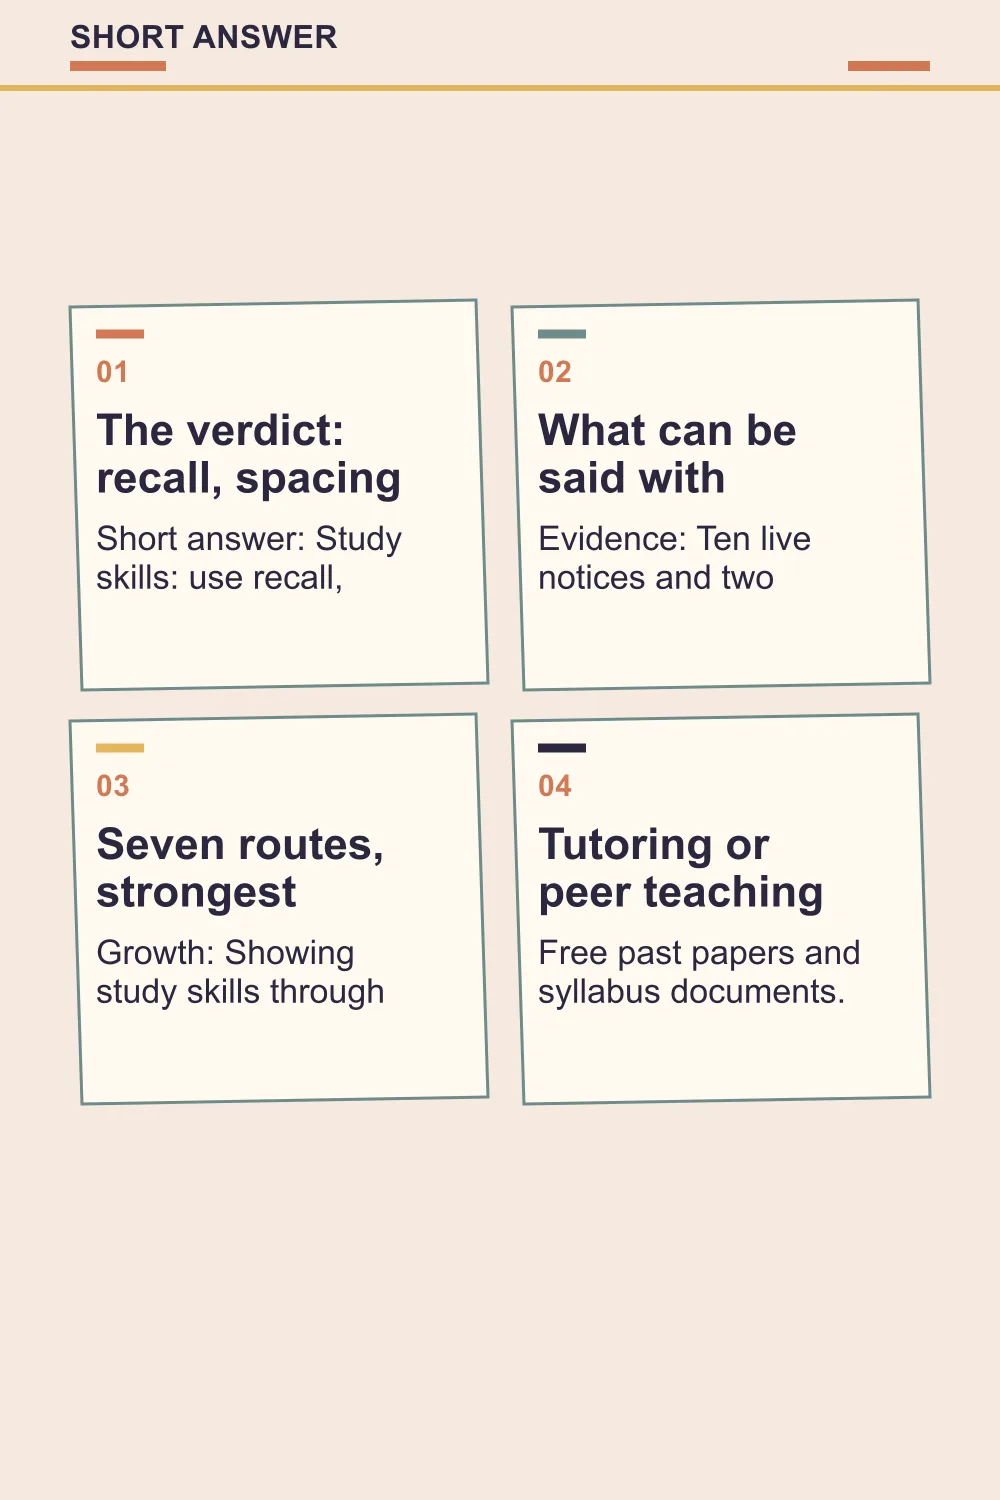 SHORT ANSWER
01
The verdict:
recall, spacing
Short answer: Study
skills: use recall,
02
What can be
said with
Evidence: Ten live
notices and two
03
Seven routes,
strongest
Growth: Showing
study skills through
04
Tutoring or
peer teaching
Free past papers and
syllabus documents.